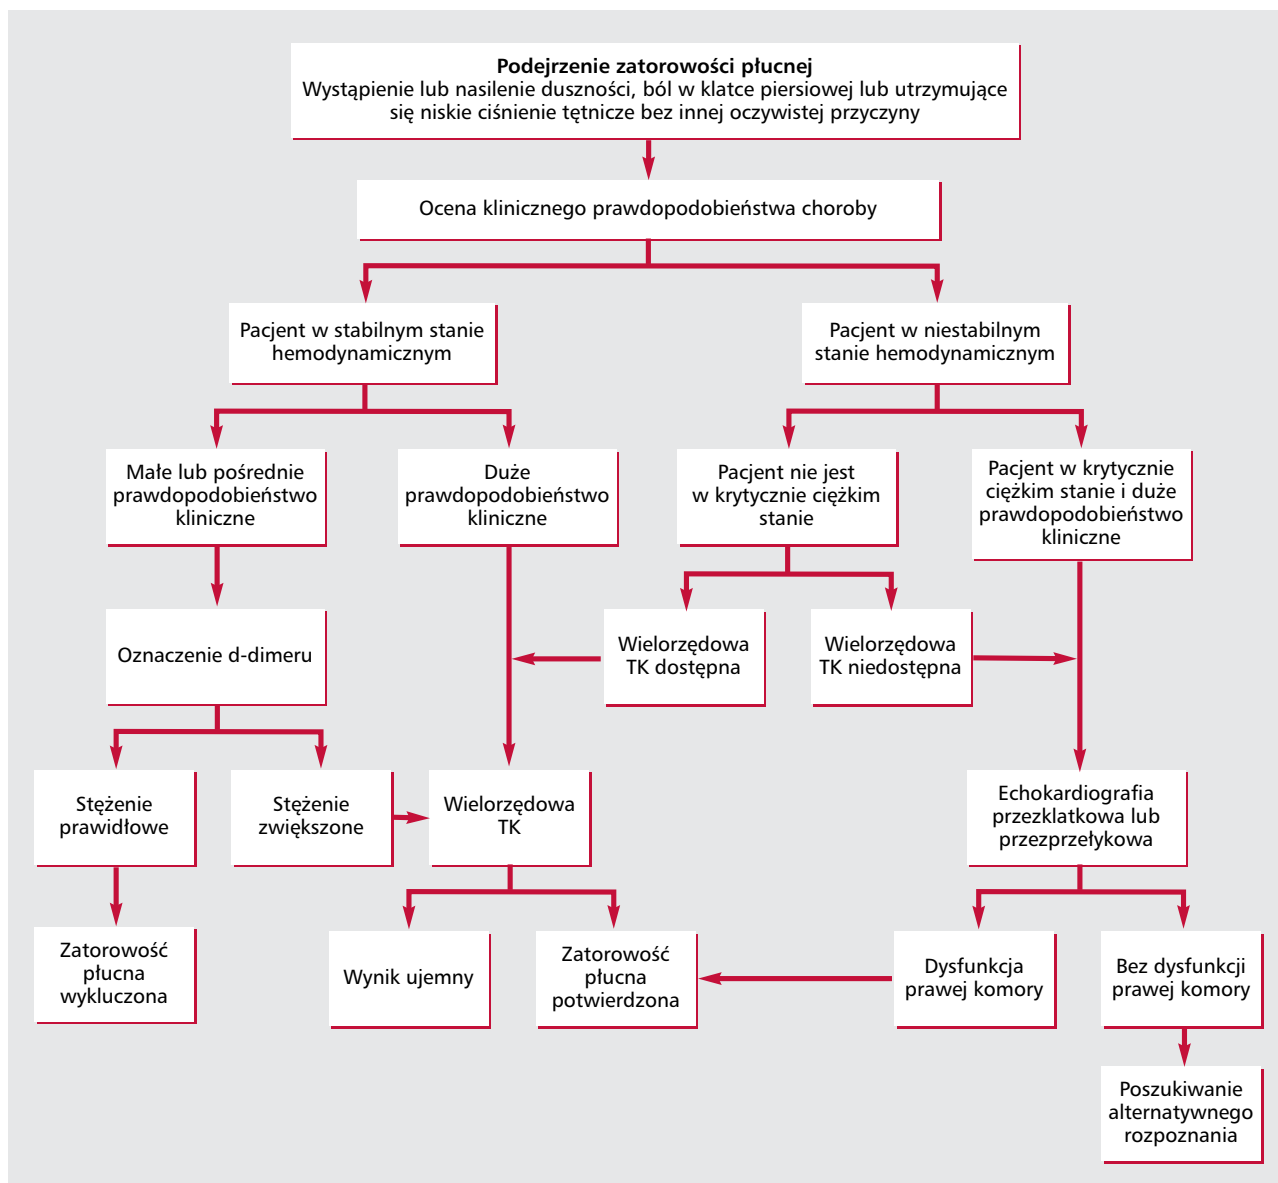 Podejrzenie zatorowości płucnej
Wystąpienie lub nasilenie duszności, ból w klatce piersiowej lub utrzymujące
się niskie ciśnienie tętnicze bez innej oczywistej przyczyny
Ocena klinicznego prawdopodobieństwa choroby
Pacjent w stabilnym stanie
hemodynamicznym
Pacjent w niestabilnym
stanie hemodynamicznym
Małe lub pośrednie
prawdopodobieństwo
kliniczne
Duże
prawdopodobieństwo
kliniczne
Pacjent nie jest
w krytycznie ciężkim
stanie
Pacjent w krytycznie
ciężkim stanie i duże
prawdopodobieństwo
kliniczne
Oznaczenie d-dimeru
Wielorzędowa
TK dostępna
Wielorzędowa
TK niedostępna
Stężenie
prawidłowe
Stężenie
zwiększone
Wielorzędowa
TK
Echokardiografia
przezklatkowa lub
przezprzełykowa
Zatorowość
płucna
wykluczona
Wynik ujemny
Zatorowość
płucna
potwierdzona
Dysfunkcja
prawej komory
Bez dysfunkcji
prawej komory
Poszukiwanie
alternatywnego
rozpoznania